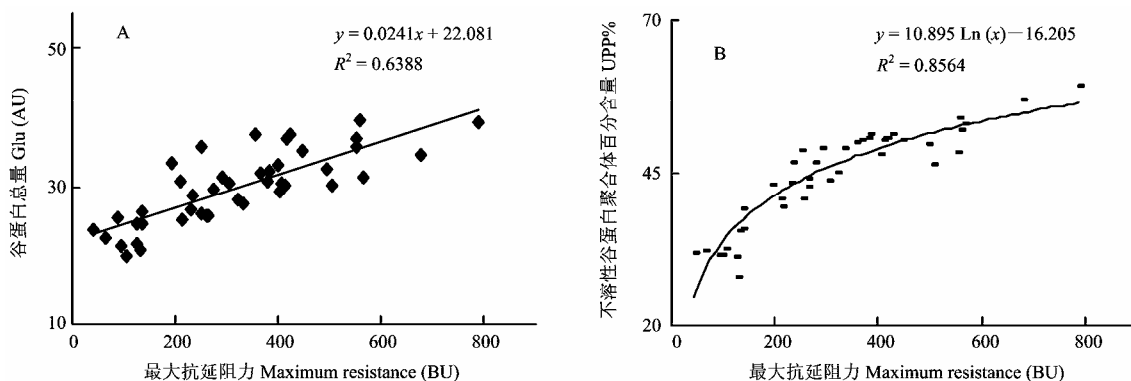 A
y = 0.0241x + 22.081
R² = 0.6388
谷蛋白总量 Glu (AU)
50
30
10
0
200
400
600
800
最大抗延阻力 Maximum resistance (BU)
B
y = 10.895 Ln (x)－16.205
R² = 0.8564
不溶性谷蛋白聚合体百分含量 UPP%
70
45
20
0
200
400
600
800
最大抗延阻力 Maximum resistance (BU)